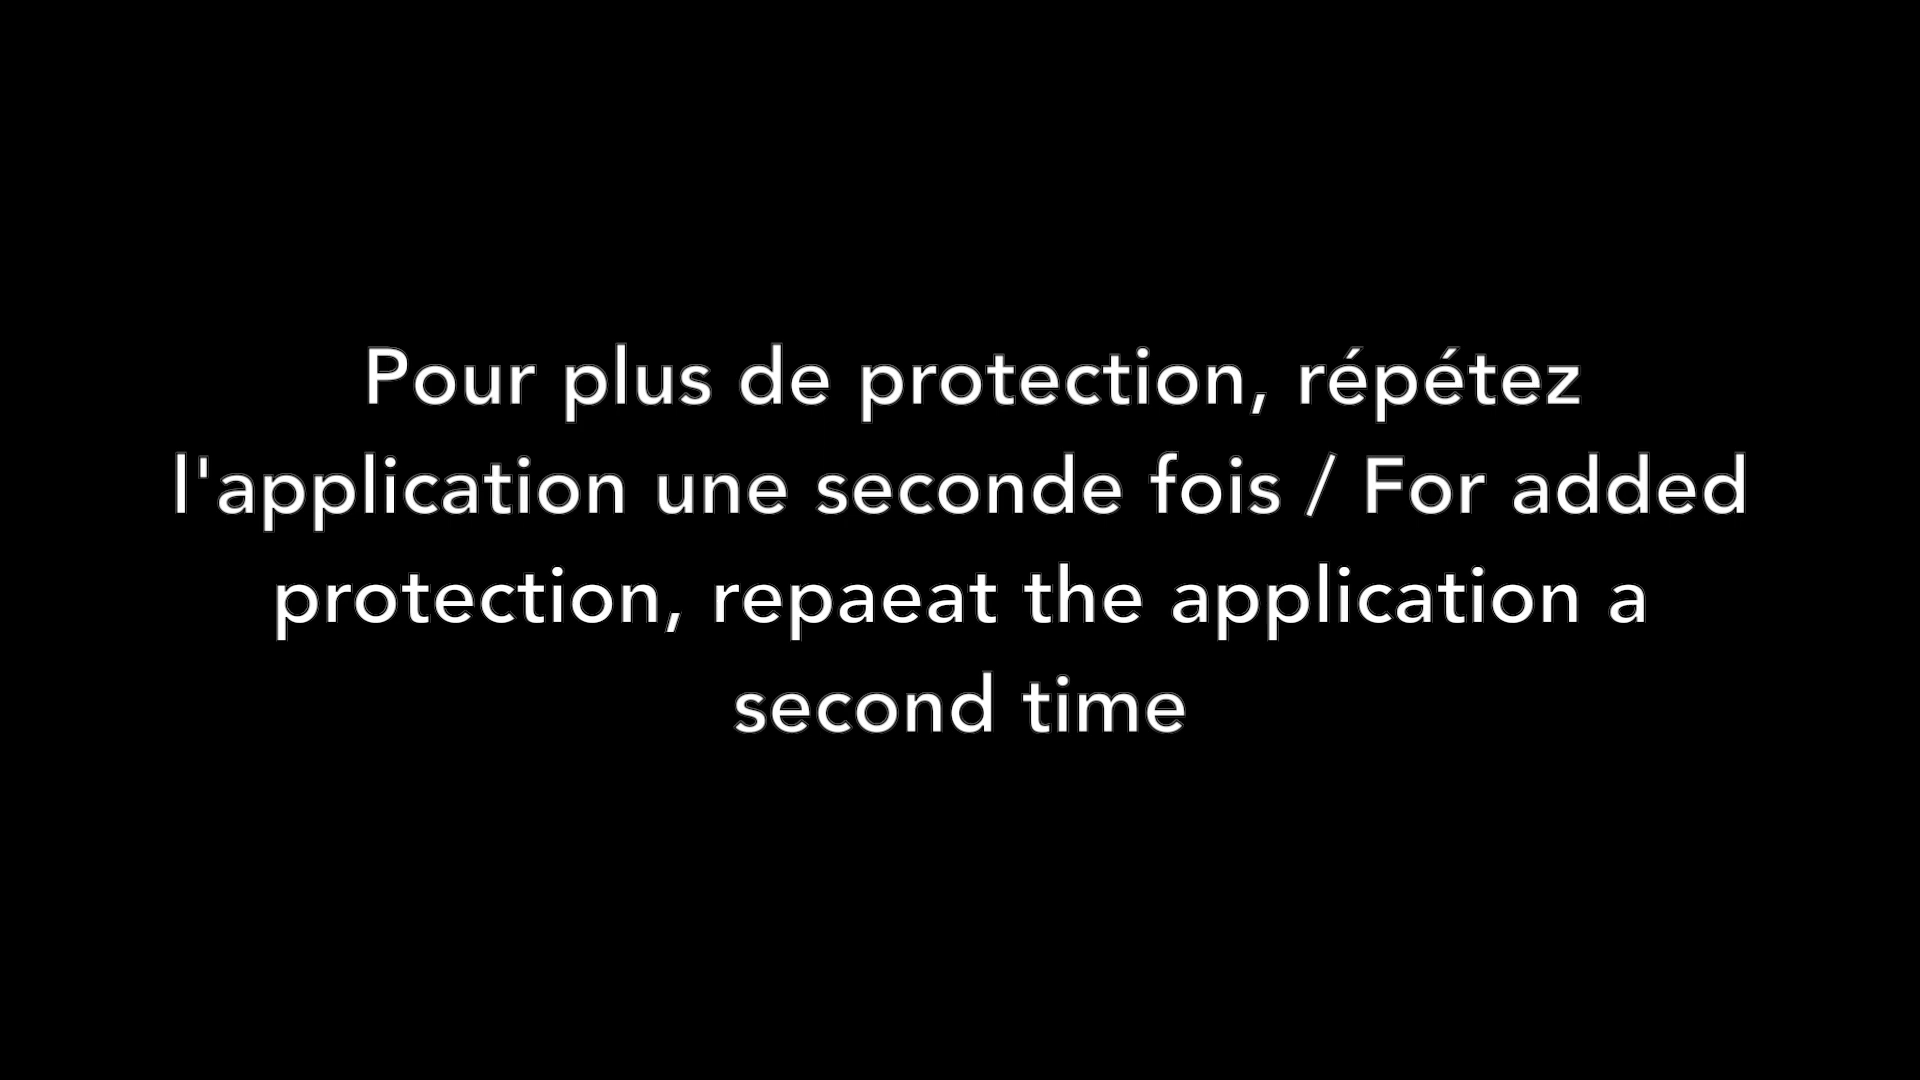 Pour plus de protection, répétez
l'application une seconde fois / For added
protection, repaeat the application a
second time